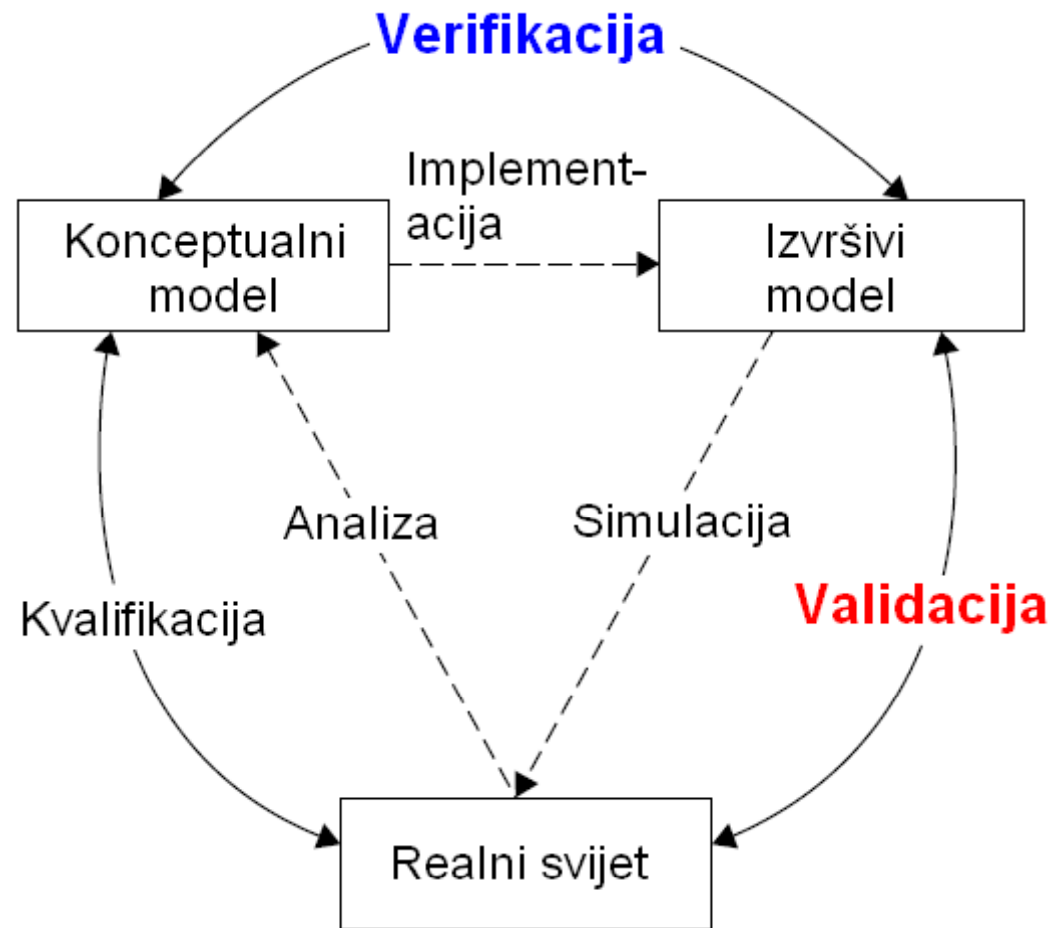 Verifikacija
Implement-
acija
Konceptualni
model
Izvršivi
model
Analiza
Simulacija
Kvalifikacija
Validacija
Realni svijet